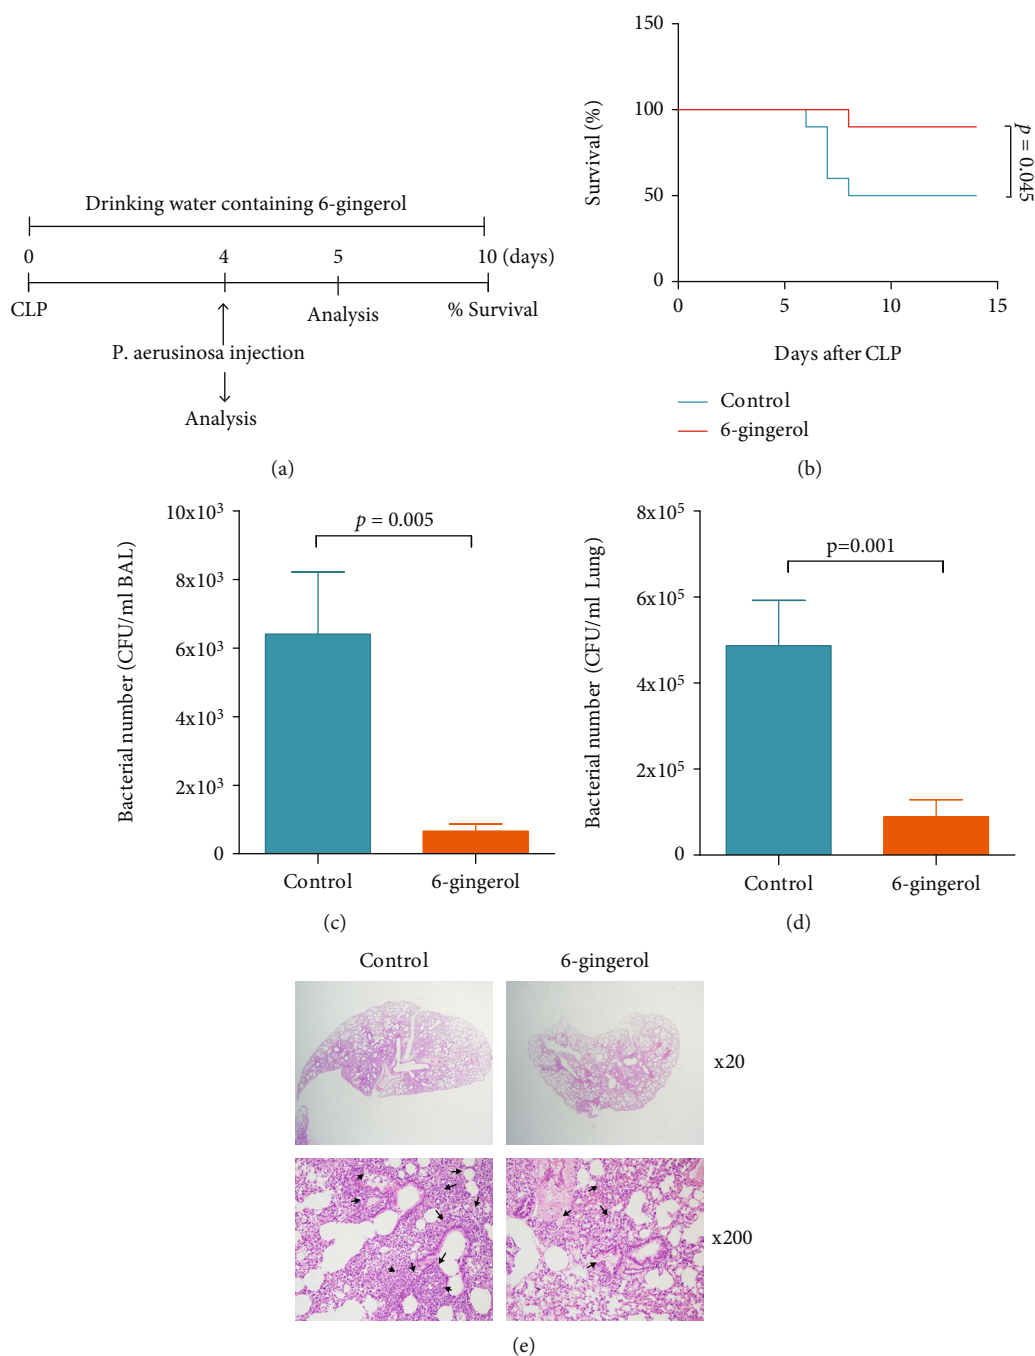 Drinking water containing 6-gingerol
0 4 5 10 (days)
CLP Analysis % Survival
P. aerusinosa injection
Analysis
(a)
150
100
50
0
Survival (%)
0 5 10 15
Days after CLP
p = 0.045
Control
6-gingerol
(b)
10x10³
8x10³
6x10³
4x10³
2x10³
0
Bacterial number (CFU/ml BAL)
p = 0.005
Control 6-gingerol
(c)
8x10⁵
6x10⁵
4x10⁵
2x10⁵
0
Bacterial number (CFU/ml Lung)
p=0.001
Control 6-gingerol
(d)
Control 6-gingerol
x20
x200
(e)